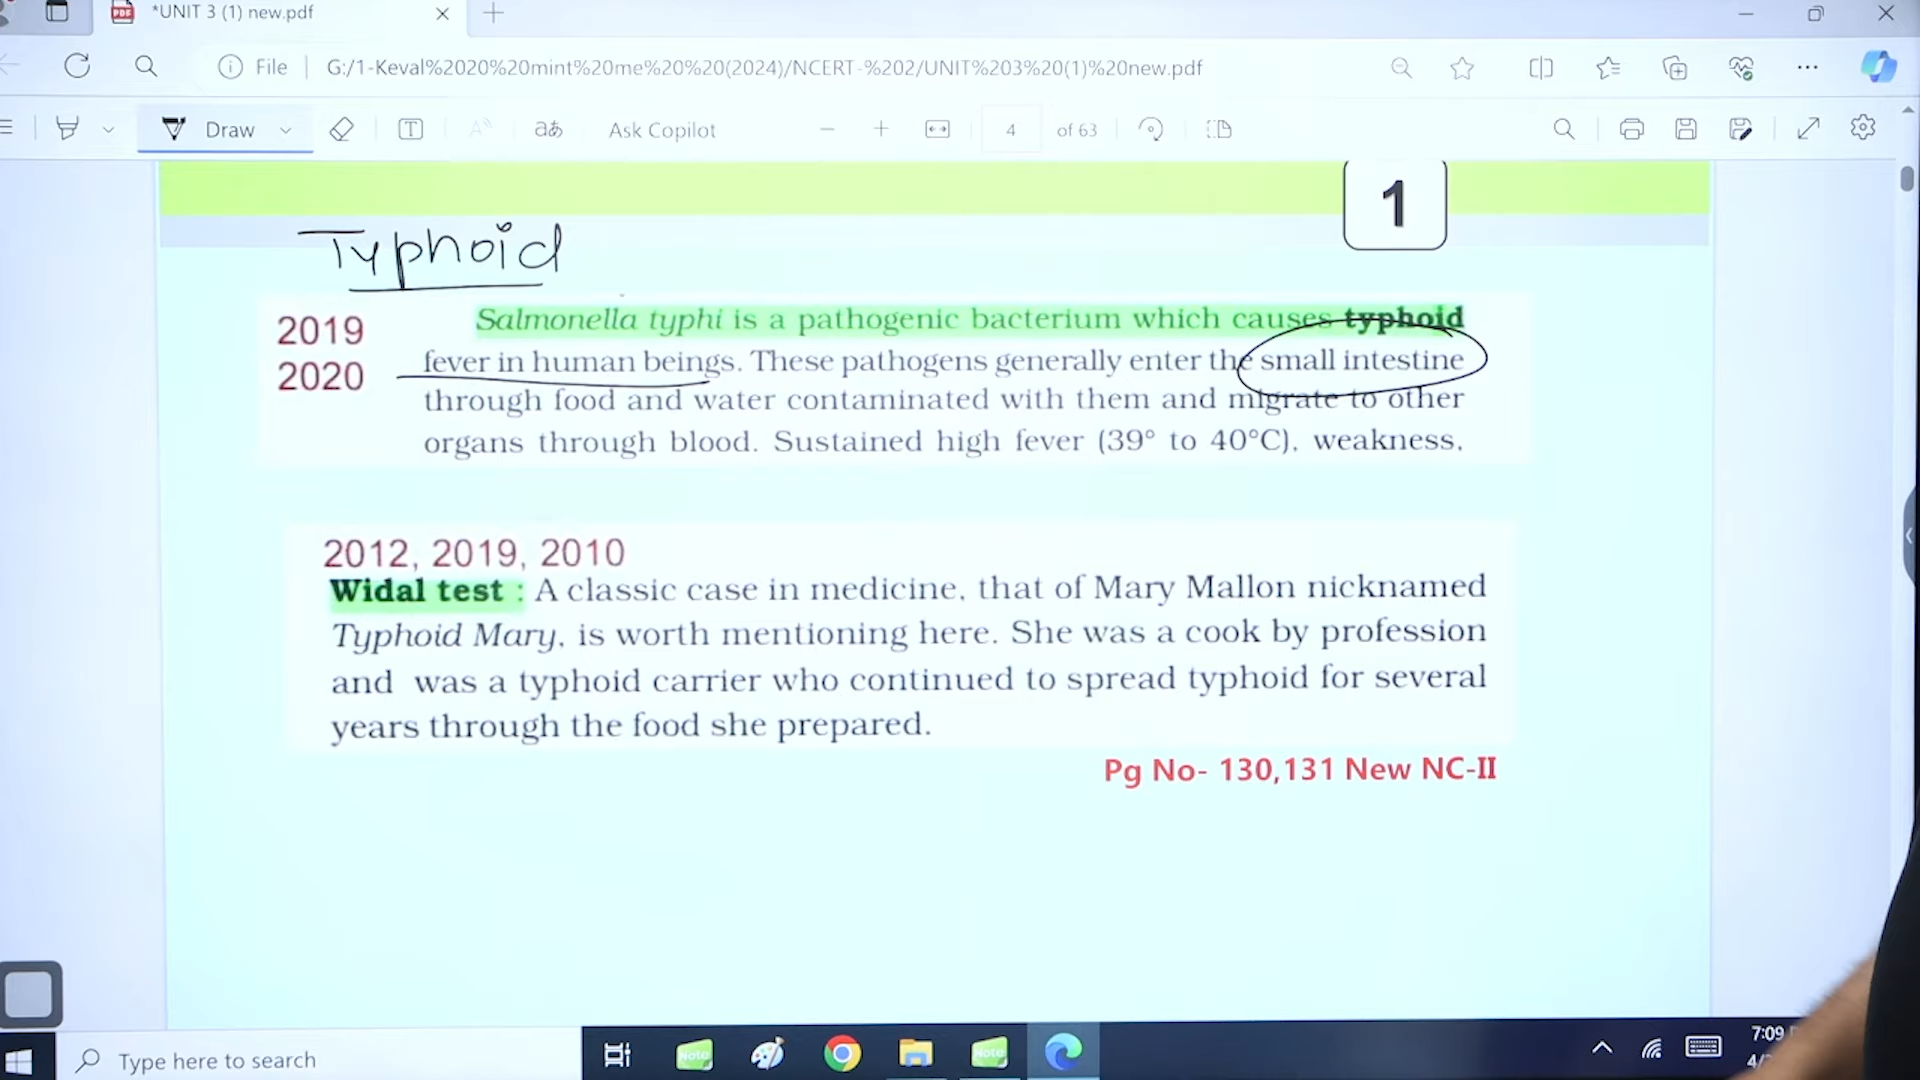 *UNIT 3 (1) new.pdf
File G:/1-Keval%2020%20mint%20me%20%20(2024)/NCERT-%202/UNIT%203%20(1)%20new.pdf
Draw T aあ Ask Copilot 4 of 63
1
Typhoid
2019
2020
Salmonella typhi is a pathogenic bacterium which causes typhoid
fever in human beings. These pathogens generally enter the small intestine
through food and water contaminated with them and migrate to other
organs through blood. Sustained high fever (39° to 40°C), weakness,
2012, 2019, 2010
Widal test : A classic case in medicine, that of Mary Mallon nicknamed
Typhoid Mary, is worth mentioning here. She was a cook by profession
and was a typhoid carrier who continued to spread typhoid for several
years through the food she prepared.
Pg No- 130,131 New NC-II
Type here to search
Note
Note
7:09